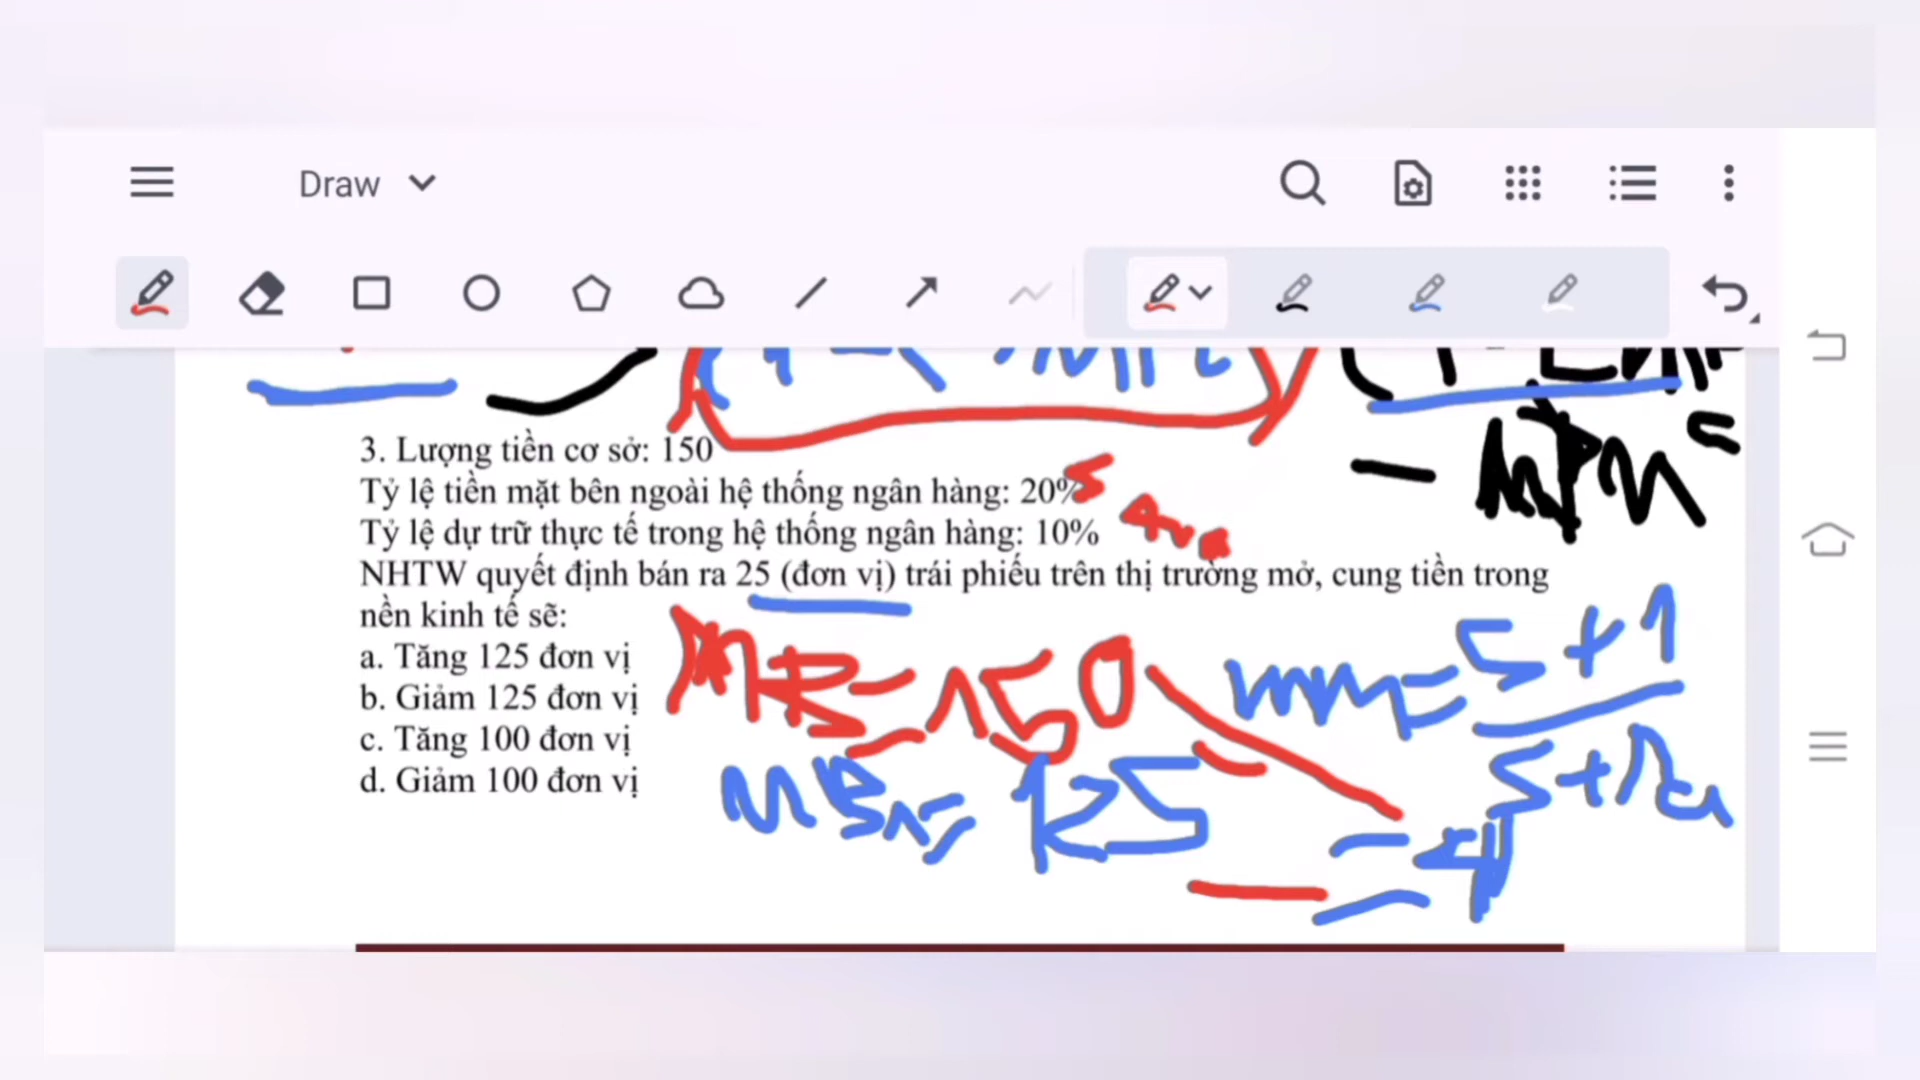 Draw
3. Lượng tiền cơ sở: 150
Tỷ lệ tiền mặt bên ngoài hệ thống ngân hàng: 20% s
Tỷ lệ dự trữ thực tế trong hệ thống ngân hàng: 10%
NHTW quyết định bán ra 25 (đơn vị) trái phiếu trên thị trường mở, cung tiền trong
nền kinh tế sẽ:
a. Tăng 125 đơn vị
b. Giảm 125 đơn vị
c. Tăng 100 đơn vị
d. Giảm 100 đơn vị
= 150
mm = s + 1
s +
= 125
= 4